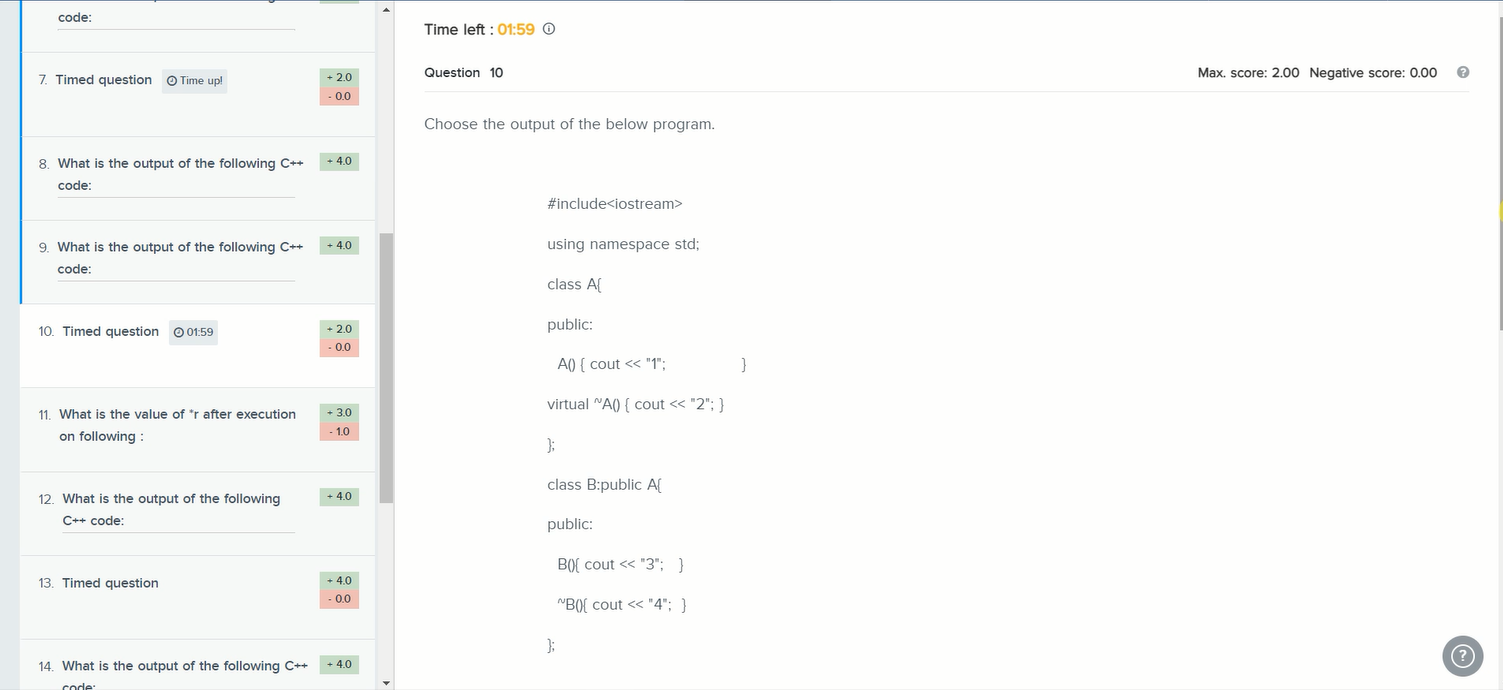 code:
7. Timed question Time up! + 2.0
- 0.0
8. What is the output of the following C++ + 4.0
code:
9. What is the output of the following C++ + 4.0
code:
10. Timed question 01:59 + 2.0
- 0.0
11. What is the value of *r after execution + 3.0
on following : - 1.0
12. What is the output of the following + 4.0
C++ code:
13. Timed question + 4.0
- 0.0
14. What is the output of the following C++ + 4.0
code:
Time left : 01:59
Question 10 Max. score: 2.00 Negative score: 0.00 ?
Choose the output of the below program.
#include<iostream>
using namespace std;
class A{
public:
A() { cout << "1"; }
virtual ~A() { cout << "2"; }
};
class B:public A{
public:
B(){ cout << "3"; }
~B(){ cout << "4"; }
};
?